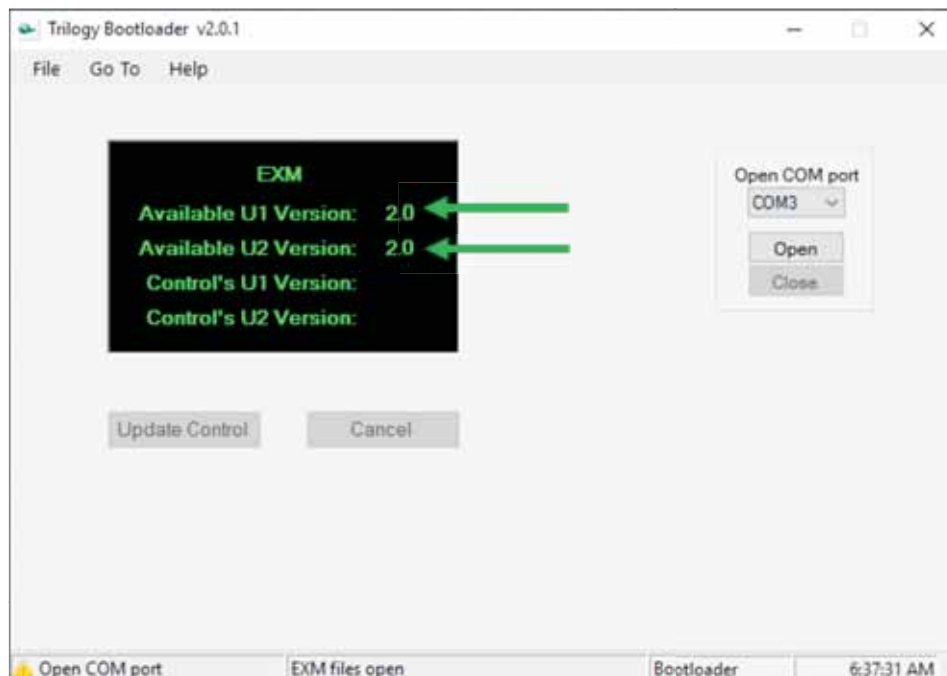 Trilogy Bootloader v2.0.1
File Go To Help
EXM
Available U1 Version: 2.0
Available U2 Version: 2.0
Control's U1 Version:
Control's U2 Version:
Open COM port
COM3
Open
Close
Update Control Cancel
Open COM port EXM files open Bootloader 6:37:31 AM